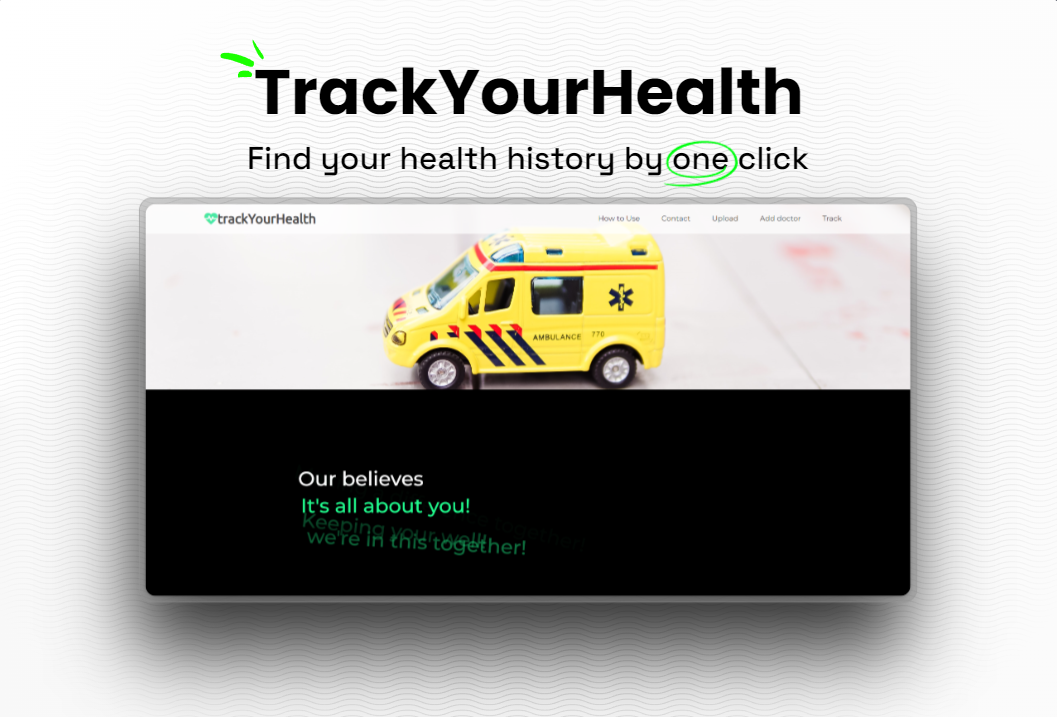 TrackYourHealth
Find your health history by one click
trackYourHealth
How to Use Contact Upload Add doctor Track
AMBULANCE 770
Our believes
It's all about you!
Keeping your well!
we're in this together!
together!